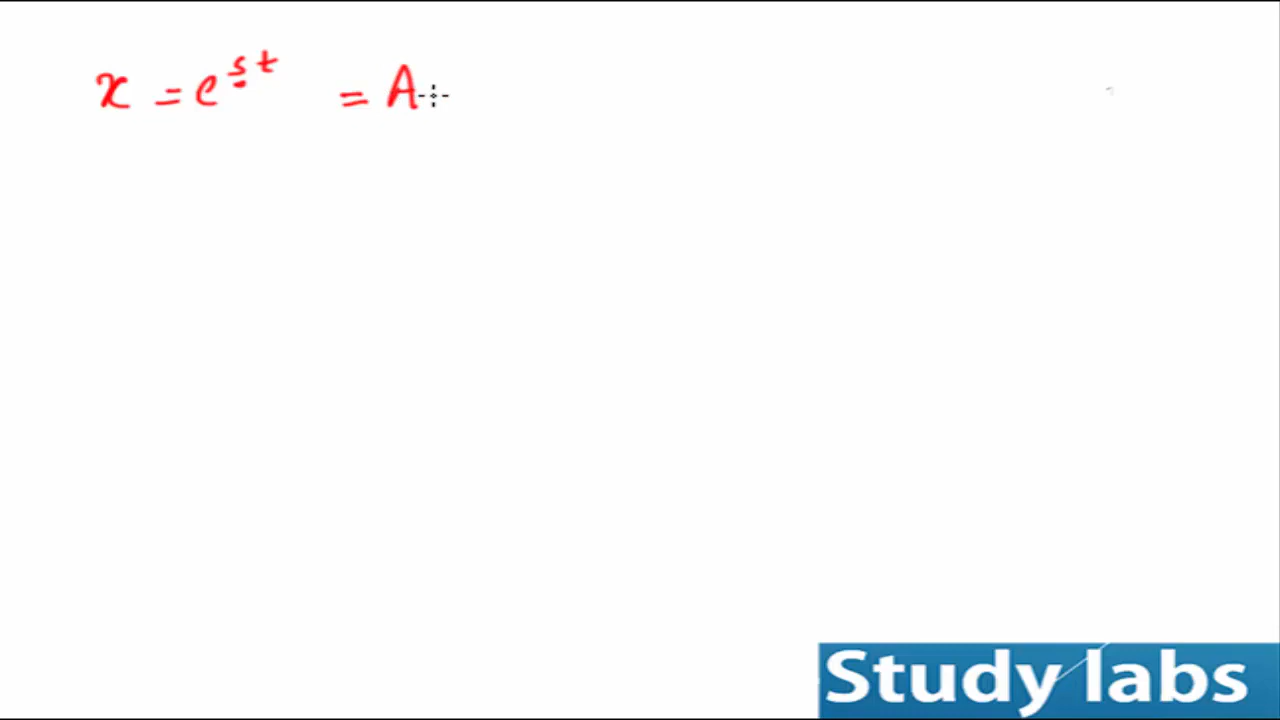 x = e^st = A
Study labs